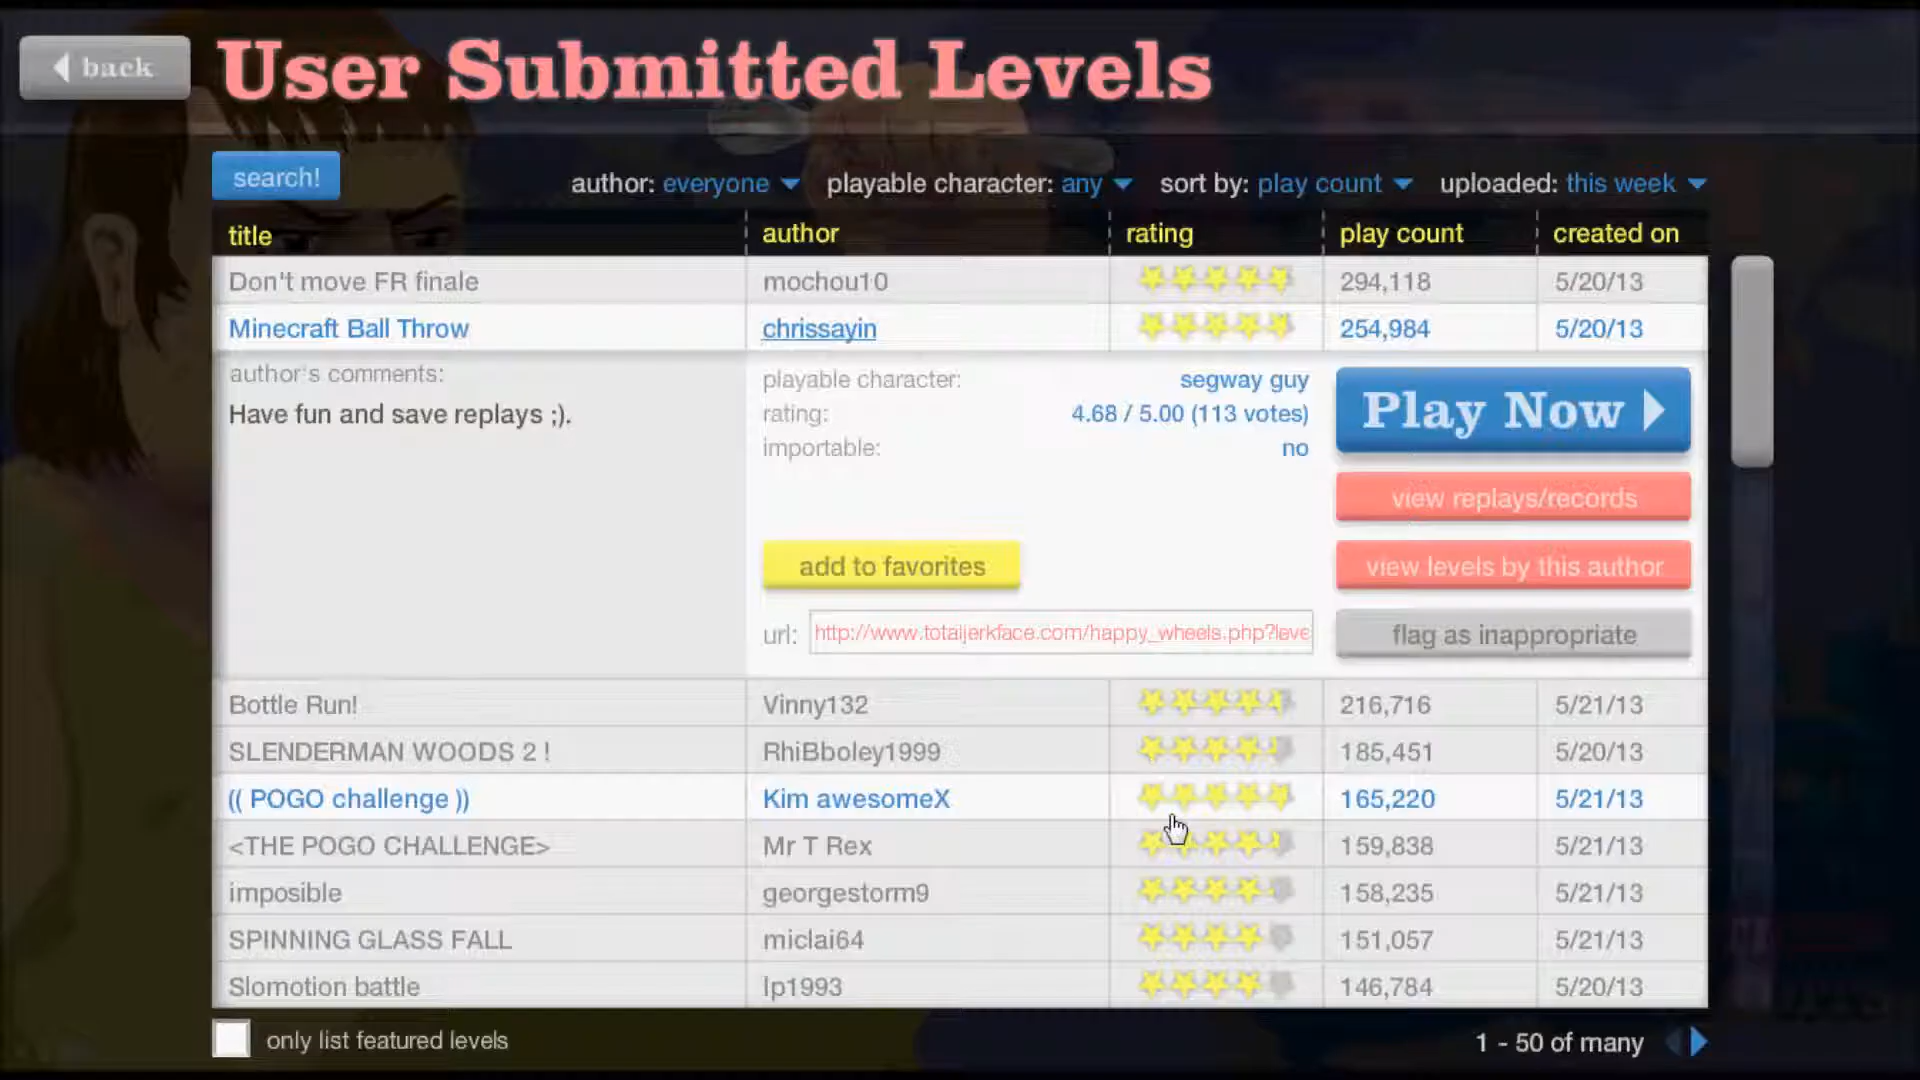 back
User Submitted Levels
search!
author: everyone
playable character: any
sort by: play count
uploaded: this week
title author rating play count created on
Don't move FR finale mochou10 294,118 5/20/13
Minecraft Ball Throw chrissayin 254,984 5/20/13
author's comments:
Have fun and save replays ;).
playable character: segway guy
rating: 4.68 / 5.00 (113 votes)
importable: no
add to favorites
url: http://www.totaljerkface.com/happy_wheels.php?leve
Play Now
view replays/records
view levels by this author
flag as inappropriate
Bottle Run! Vinny132 216,716 5/21/13
SLENDERMAN WOODS 2 ! RhiBboley1999 185,451 5/20/13
(( POGO challenge )) Kim awesomeX 165,220 5/21/13
<THE POGO CHALLENGE> Mr T Rex 159,838 5/21/13
imposible georgestorm9 158,235 5/21/13
SPINNING GLASS FALL miclai64 151,057 5/21/13
Slomotion battle lp1993 146,784 5/20/13
only list featured levels
1 - 50 of many